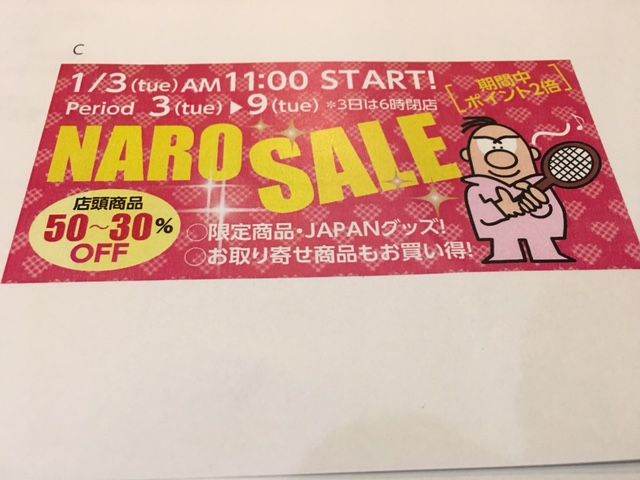 C
1/3(tue)AM 11:00 START!
Period 3(tue)▶9(tue) *3日は6時閉店
期間中
ポイント2倍
NARO SALE
店頭商品
50～30%
OFF
○限定商品・JAPANグッズ!
○お取り寄せ商品もお買い得!